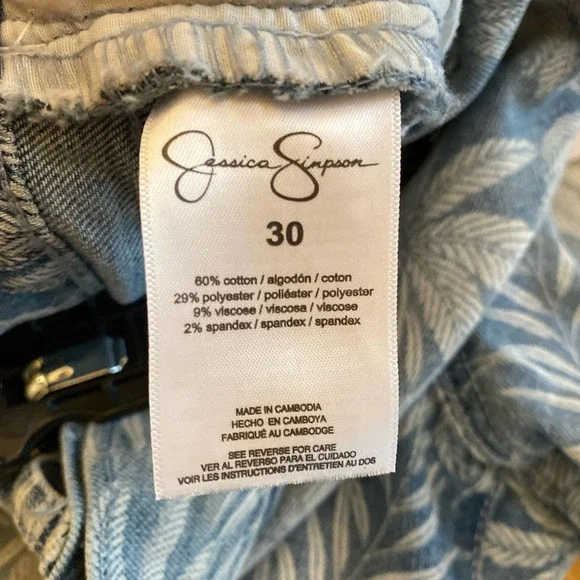 Jessica Simpson
30
60% cotton / algodón / coton
29% polyester / poliéster / polyester
9% viscose / viscosa / viscose
2% spandex / spandex / spandex
MADE IN CAMBODIA
HECHO EN CAMBOYA
FABRIQUÉ AU CAMBODGE
SEE REVERSE FOR CARE
VER AL REVERSO PARA EL CUIDADO
VOIR LES INSTRUCTIONS D'ENTRETIEN AU DOS